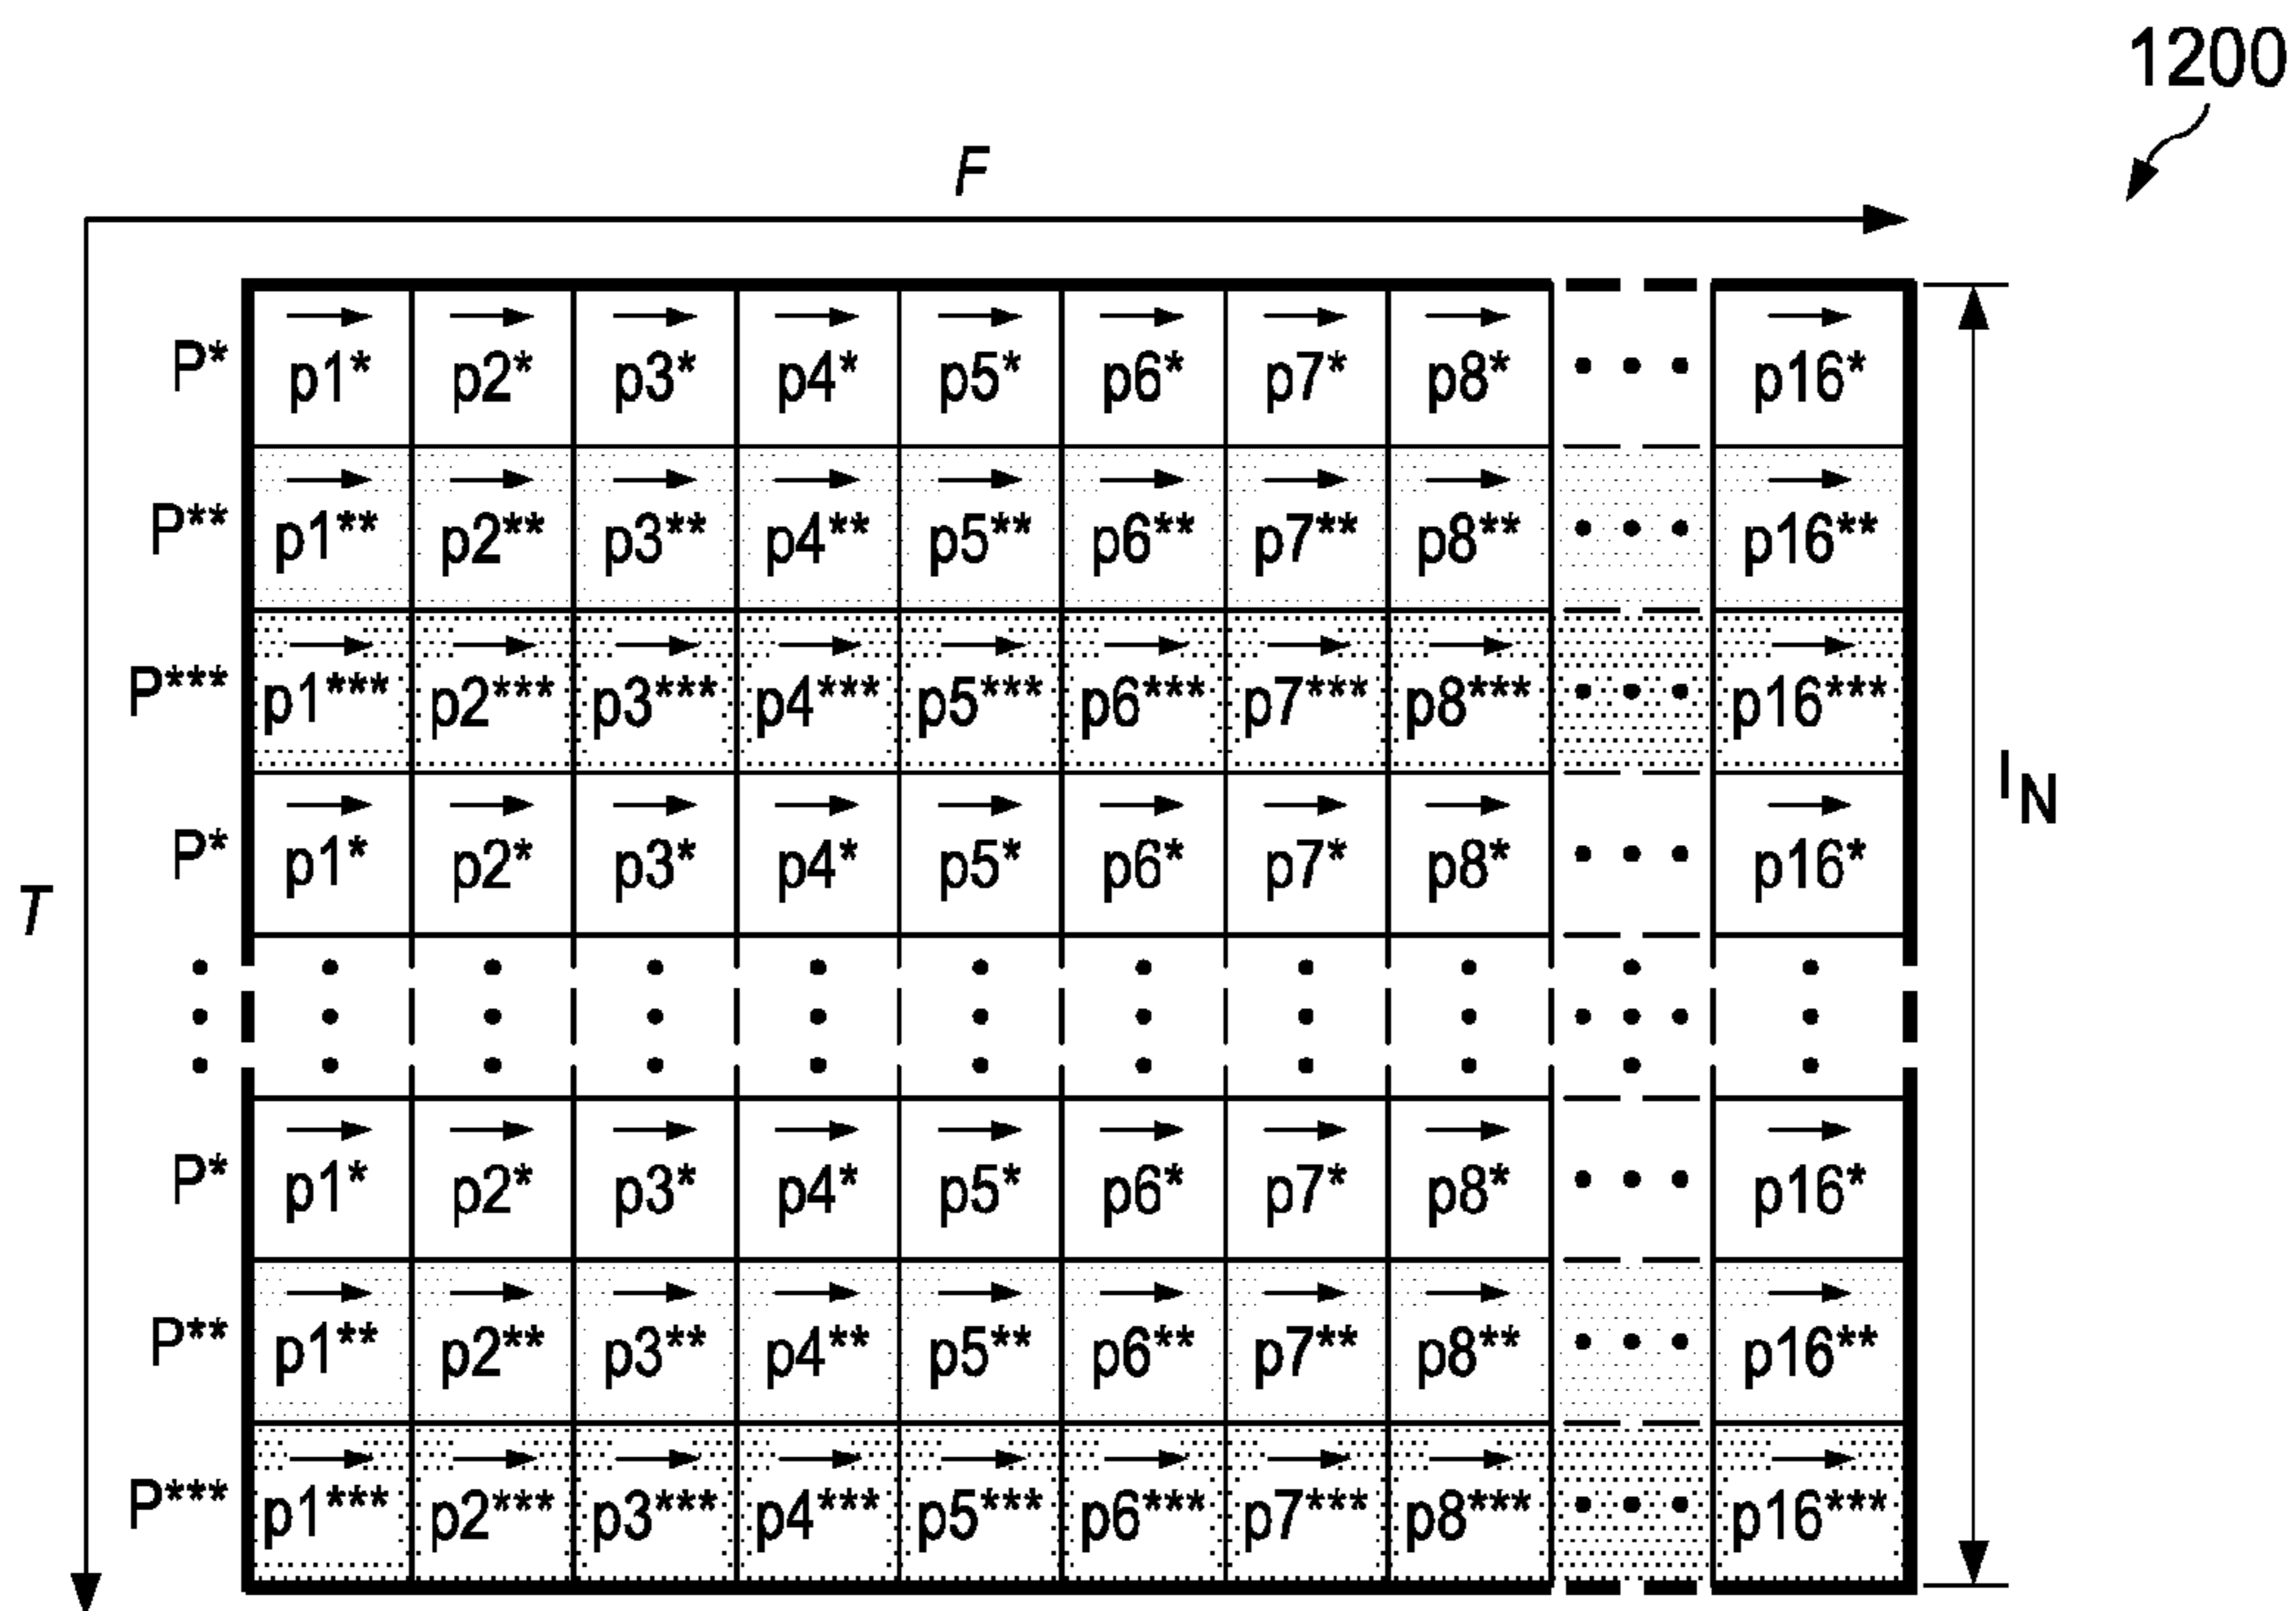 1200
F
P* p1* p2* p3* p4* p5* p6* p7* p8* • • • p16*
P** p1** p2** p3** p4** p5** p6** p7** p8** • • • p16**
P*** p1*** p2*** p3*** p4*** p5*** p6*** p7*** p8*** • • • p16***
P* p1* p2* p3* p4* p5* p6* p7* p8* • • • p16*
T
I_N
P* p1* p2* p3* p4* p5* p6* p7* p8* • • • p16*
P** p1** p2** p3** p4** p5** p6** p7** p8** • • • p16**
P*** p1*** p2*** p3*** p4*** p5*** p6*** p7*** p8*** • • • p16***